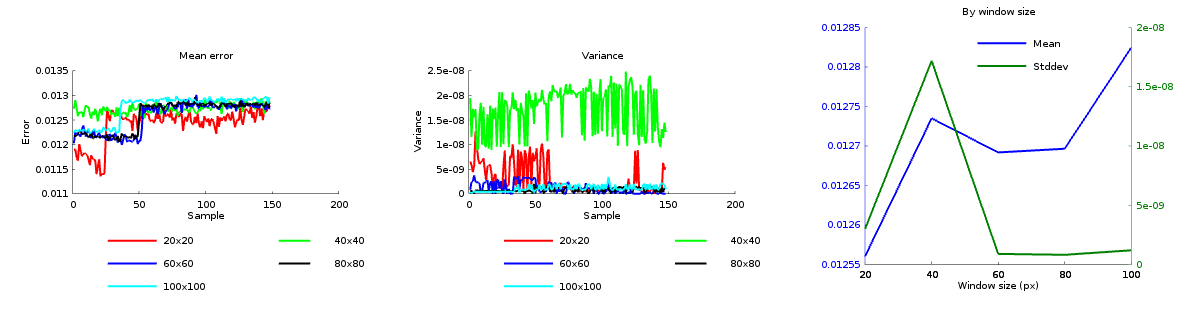 Mean error
0.0135
0.013
0.0125
0.012
0.0115
0.011
Error
0 50 100 150 200
Sample
20x20 40x40
60x60 80x80
100x100
Variance
2.5e-08
2e-08
1.5e-08
1e-08
5e-09
0
Variance
0 50 100 150 200
Sample
20x20 40x40
60x60 80x80
100x100
By window size
0.01285
0.0128
0.01275
0.0127
0.01265
0.0126
0.01255
Mean
Stddev
2e-08
1.5e-08
1e-08
5e-09
0
20 40 60 80 100
Window size (px)